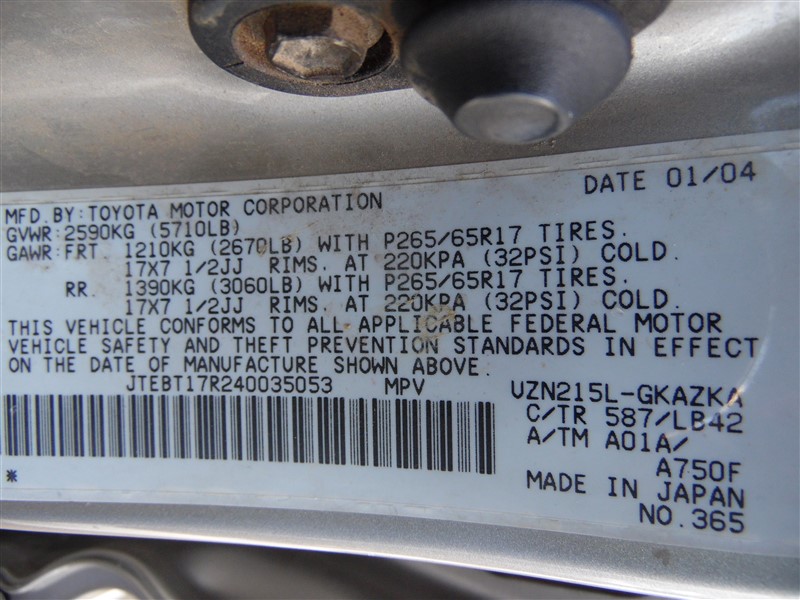 DATE 01/04
MFD.BY:TOYOTA MOTOR CORPORATION
GVWR:2590KG (5710LB)
GAWR:FRT. 1210KG (2670LB) WITH P265/65R17 TIRES.
17X7 1/2JJ RIMS. AT 220KPA (32PSI) COLD.
RR. 1390KG (3060LB) WITH P265/65R17 TIRES.
17X7 1/2JJ RIMS. AT 220KPA (32PSI) COLD.
THIS VEHICLE CONFORMS TO ALL APPLICABLE FEDERAL MOTOR
VEHICLE SAFETY AND THEFT PREVENTION STANDARDS IN EFFECT
ON THE DATE OF MANUFACTURE SHOWN ABOVE.
JTEBT17R240035053 MPV VZN215L-GKAZKA
C/TR 587/LB42
A/TM A01A/
A750F
MADE IN JAPAN
* NO.365